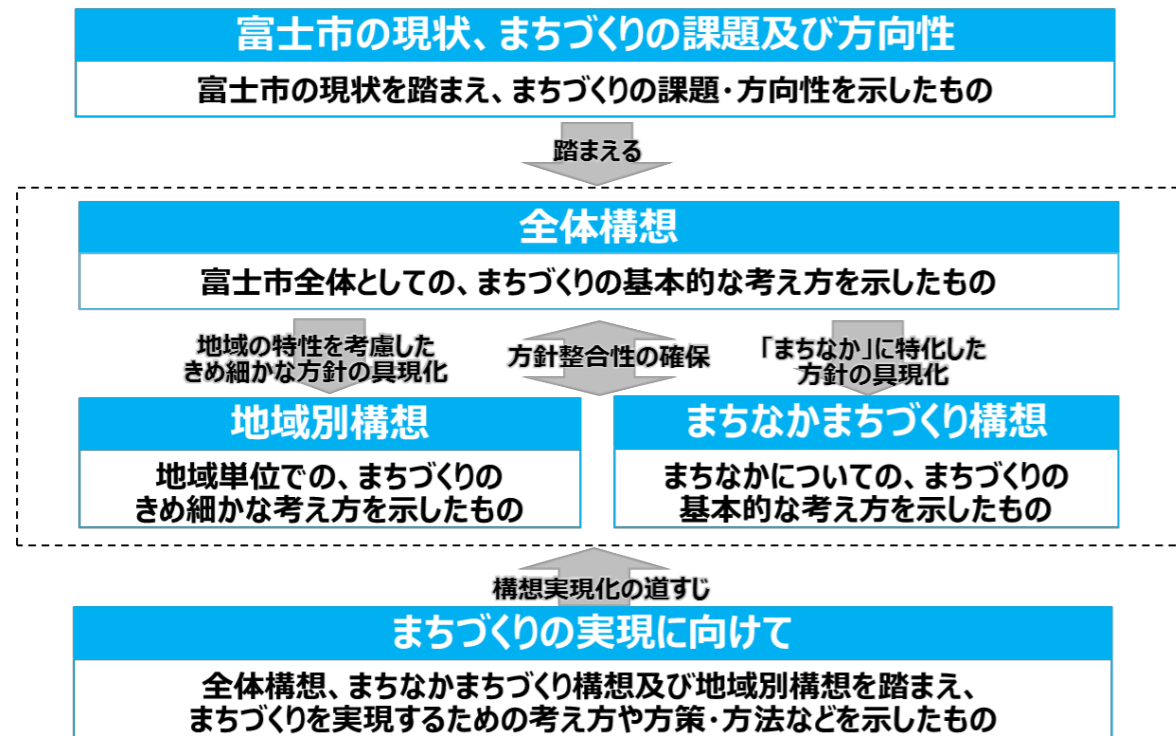 富士市の現状、まちづくりの課題及び方向性
富士市の現状を踏まえ、まちづくりの課題・方向性を示したもの
踏まえる
全体構想
富士市全体としての、まちづくりの基本的な考え方を示したもの
地域の特性を考慮した
きめ細かな方針の具現化
方針整合性の確保
「まちなか」に特化した
方針の具現化
地域別構想
地域単位での、まちづくりの
きめ細かな考え方を示したもの
まちなかまちづくり構想
まちなかについての、まちづくりの
基本的な考え方を示したもの
構想実現化の道すじ
まちづくりの実現に向けて
全体構想、まちなかまちづくり構想及び地域別構想を踏まえ、
まちづくりを実現するための考え方や方策・方法などを示したもの